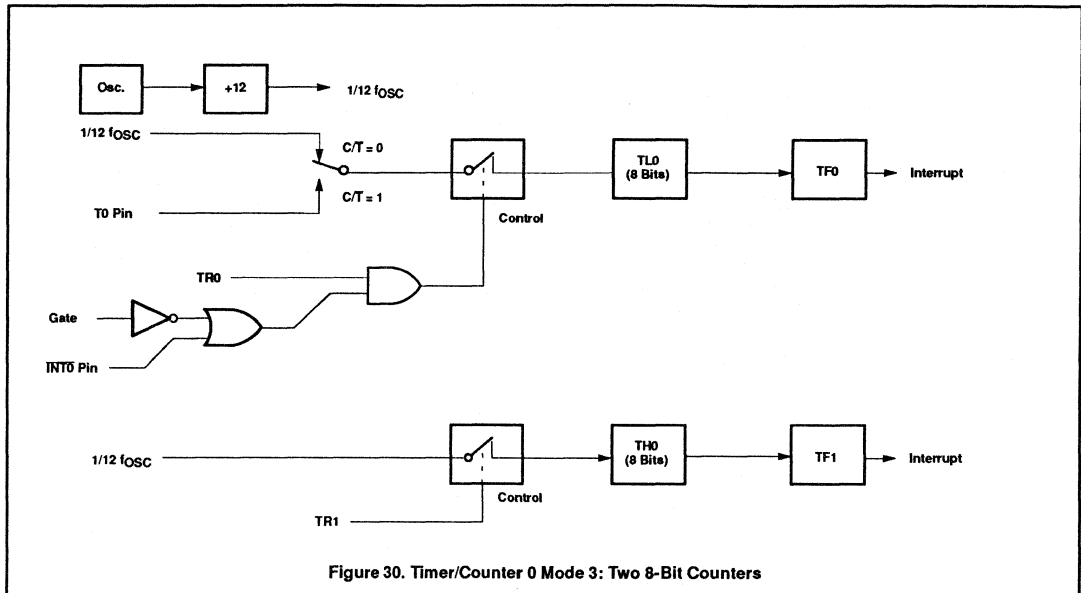 Osc.
+12
1/12 fOSC
1/12 fOSC
C/T = 0
C/T = 1
T0 Pin
Control
TL0
(8 Bits)
TF0
Interrupt
TR0
Gate
INT0 Pin
1/12 fOSC
Control
TH0
(8 Bits)
TF1
Interrupt
TR1
Figure 30. Timer/Counter 0 Mode 3: Two 8-Bit Counters